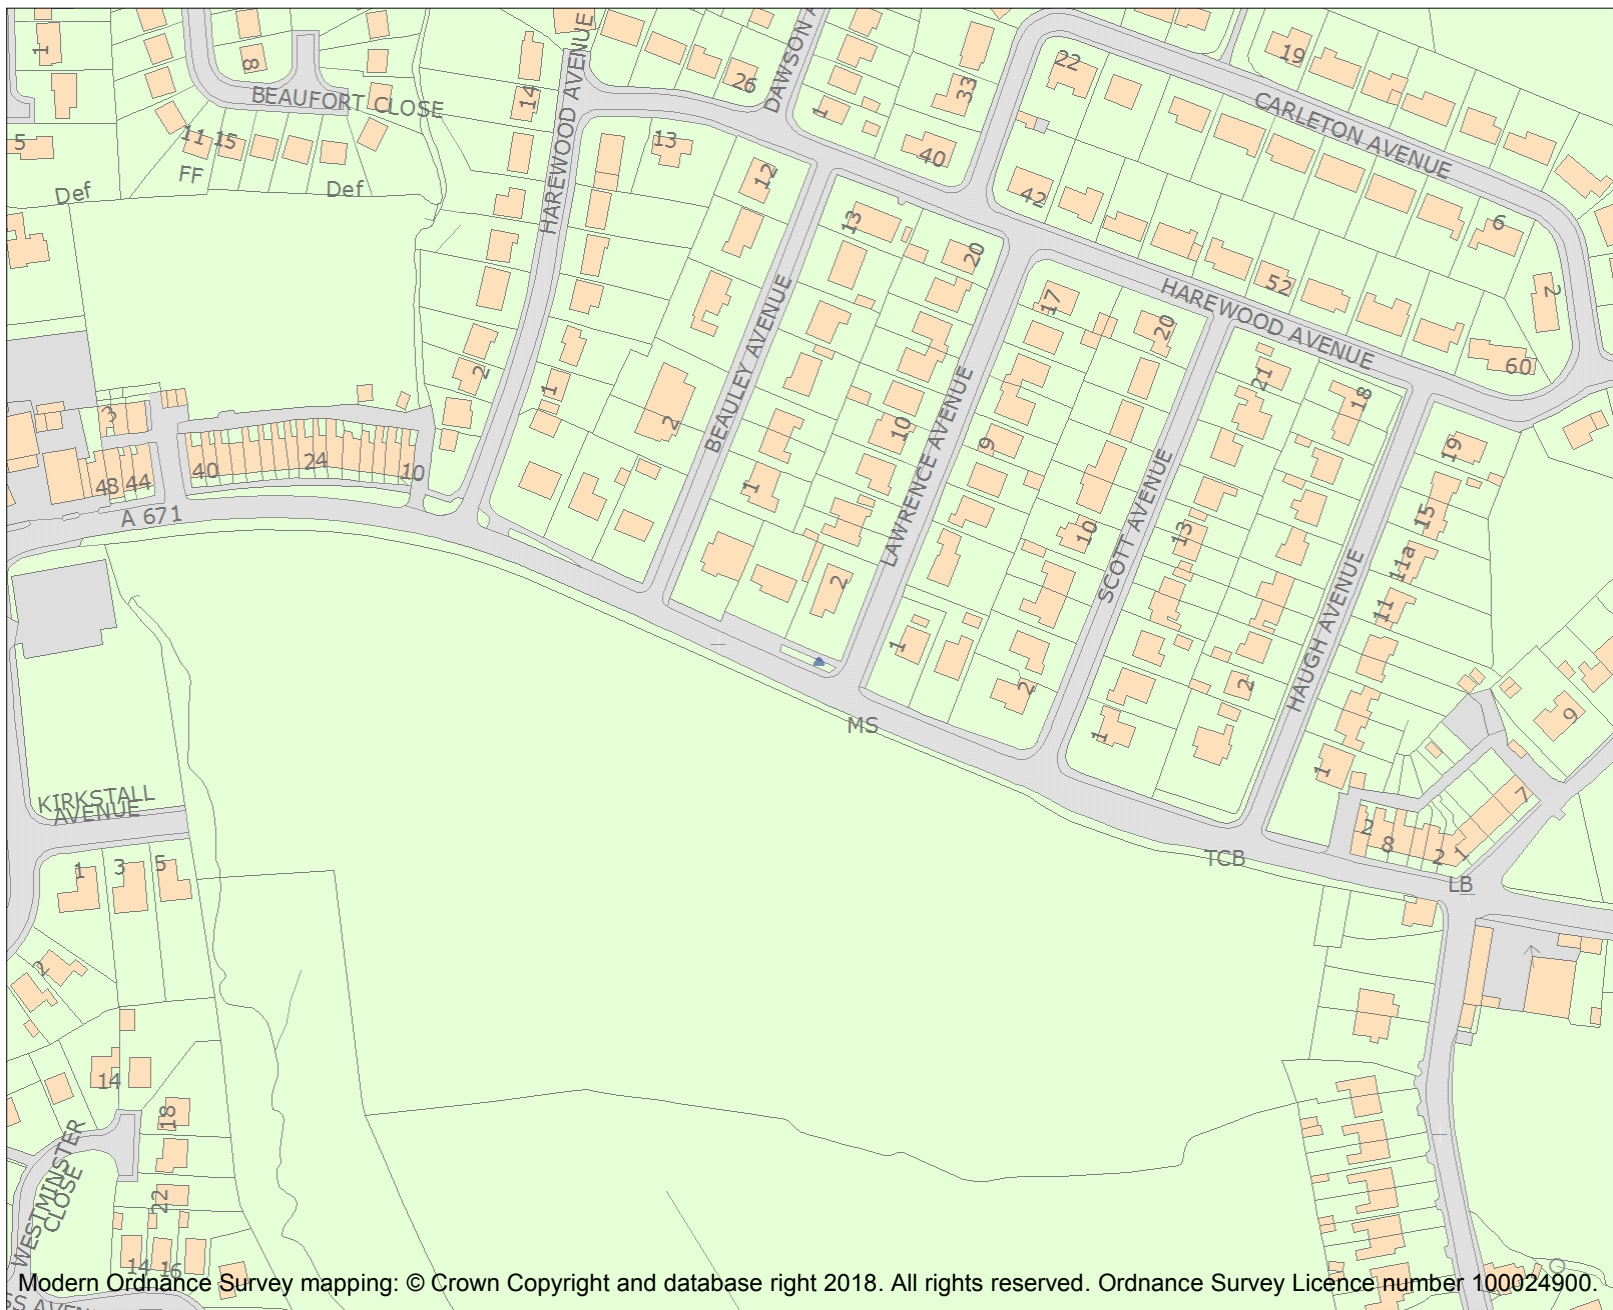 1
8
BEAUFORT CLOSE
5
11
15
FF
Def
Def
14
HAREWOOD AVENUE
13
26
DAWSON A
1
33
40
22
19
CARLETON AVENUE
42
12
13
20
6
2
52
HAREWOOD AVENUE
60
17
20
21
18
2
1
2
BEAULEY AVENUE
10
LAWRENCE AVENUE
9
19
3
48
44
40
24
10
A 671
1
2
10
SCOTT AVENUE
13
15
11a
11
HAUGH AVENUE
1
2
2
1
1
9
MS
7
2
8
2
1
TCB
LB
KIRKSTALL
AVENUE
1
3
5
2
14
18
WESTMINSTER
CLOSE
22
14
16
SS AVEN
Modern Ordnance Survey mapping: © Crown Copyright and database right 2018. All rights reserved. Ordnance Survey Licence number 100024900.